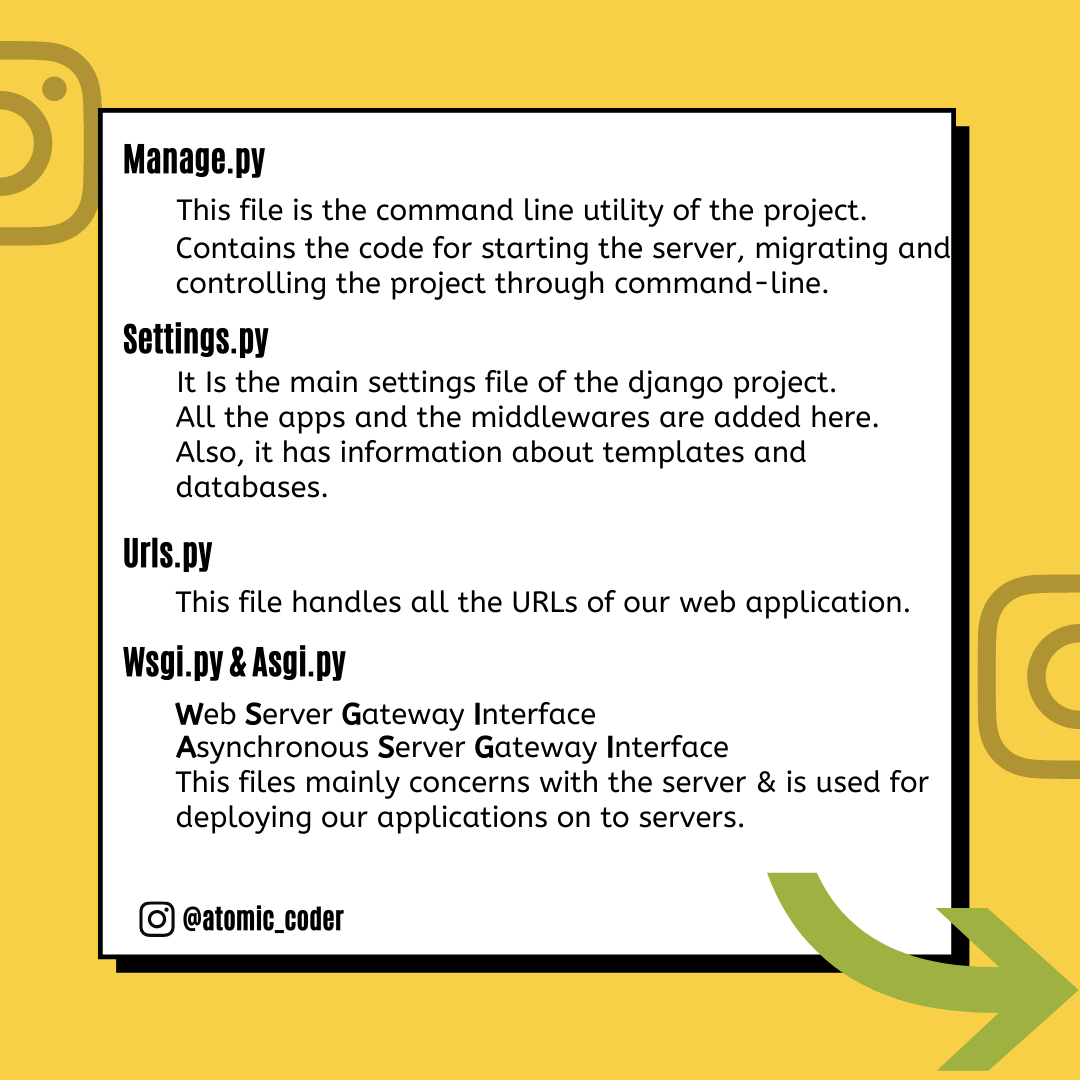 Manage.py
This file is the command line utility of the project.
Contains the code for starting the server, migrating and
controlling the project through command-line.
Settings.py
It Is the main settings file of the django project.
All the apps and the middlewares are added here.
Also, it has information about templates and
databases.
Urls.py
This file handles all the URLs of our web application.
Wsgi.py & Asgi.py
Web Server Gateway Interface
Asynchronous Server Gateway Interface
This files mainly concerns with the server & is used for
deploying our applications on to servers.
@atomic_coder